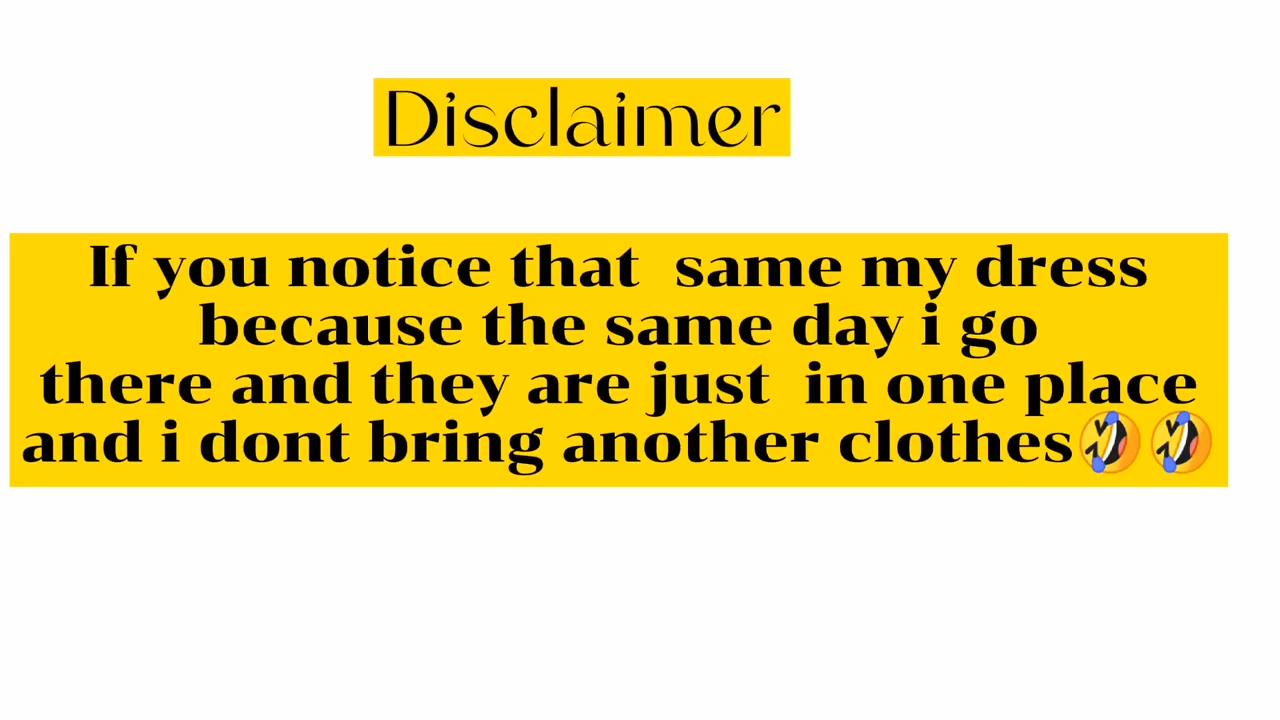 Disclaimer
If you notice that  same my dress
because the same day i go
there and they are just  in one place
and i dont bring another clothes🤣🤣